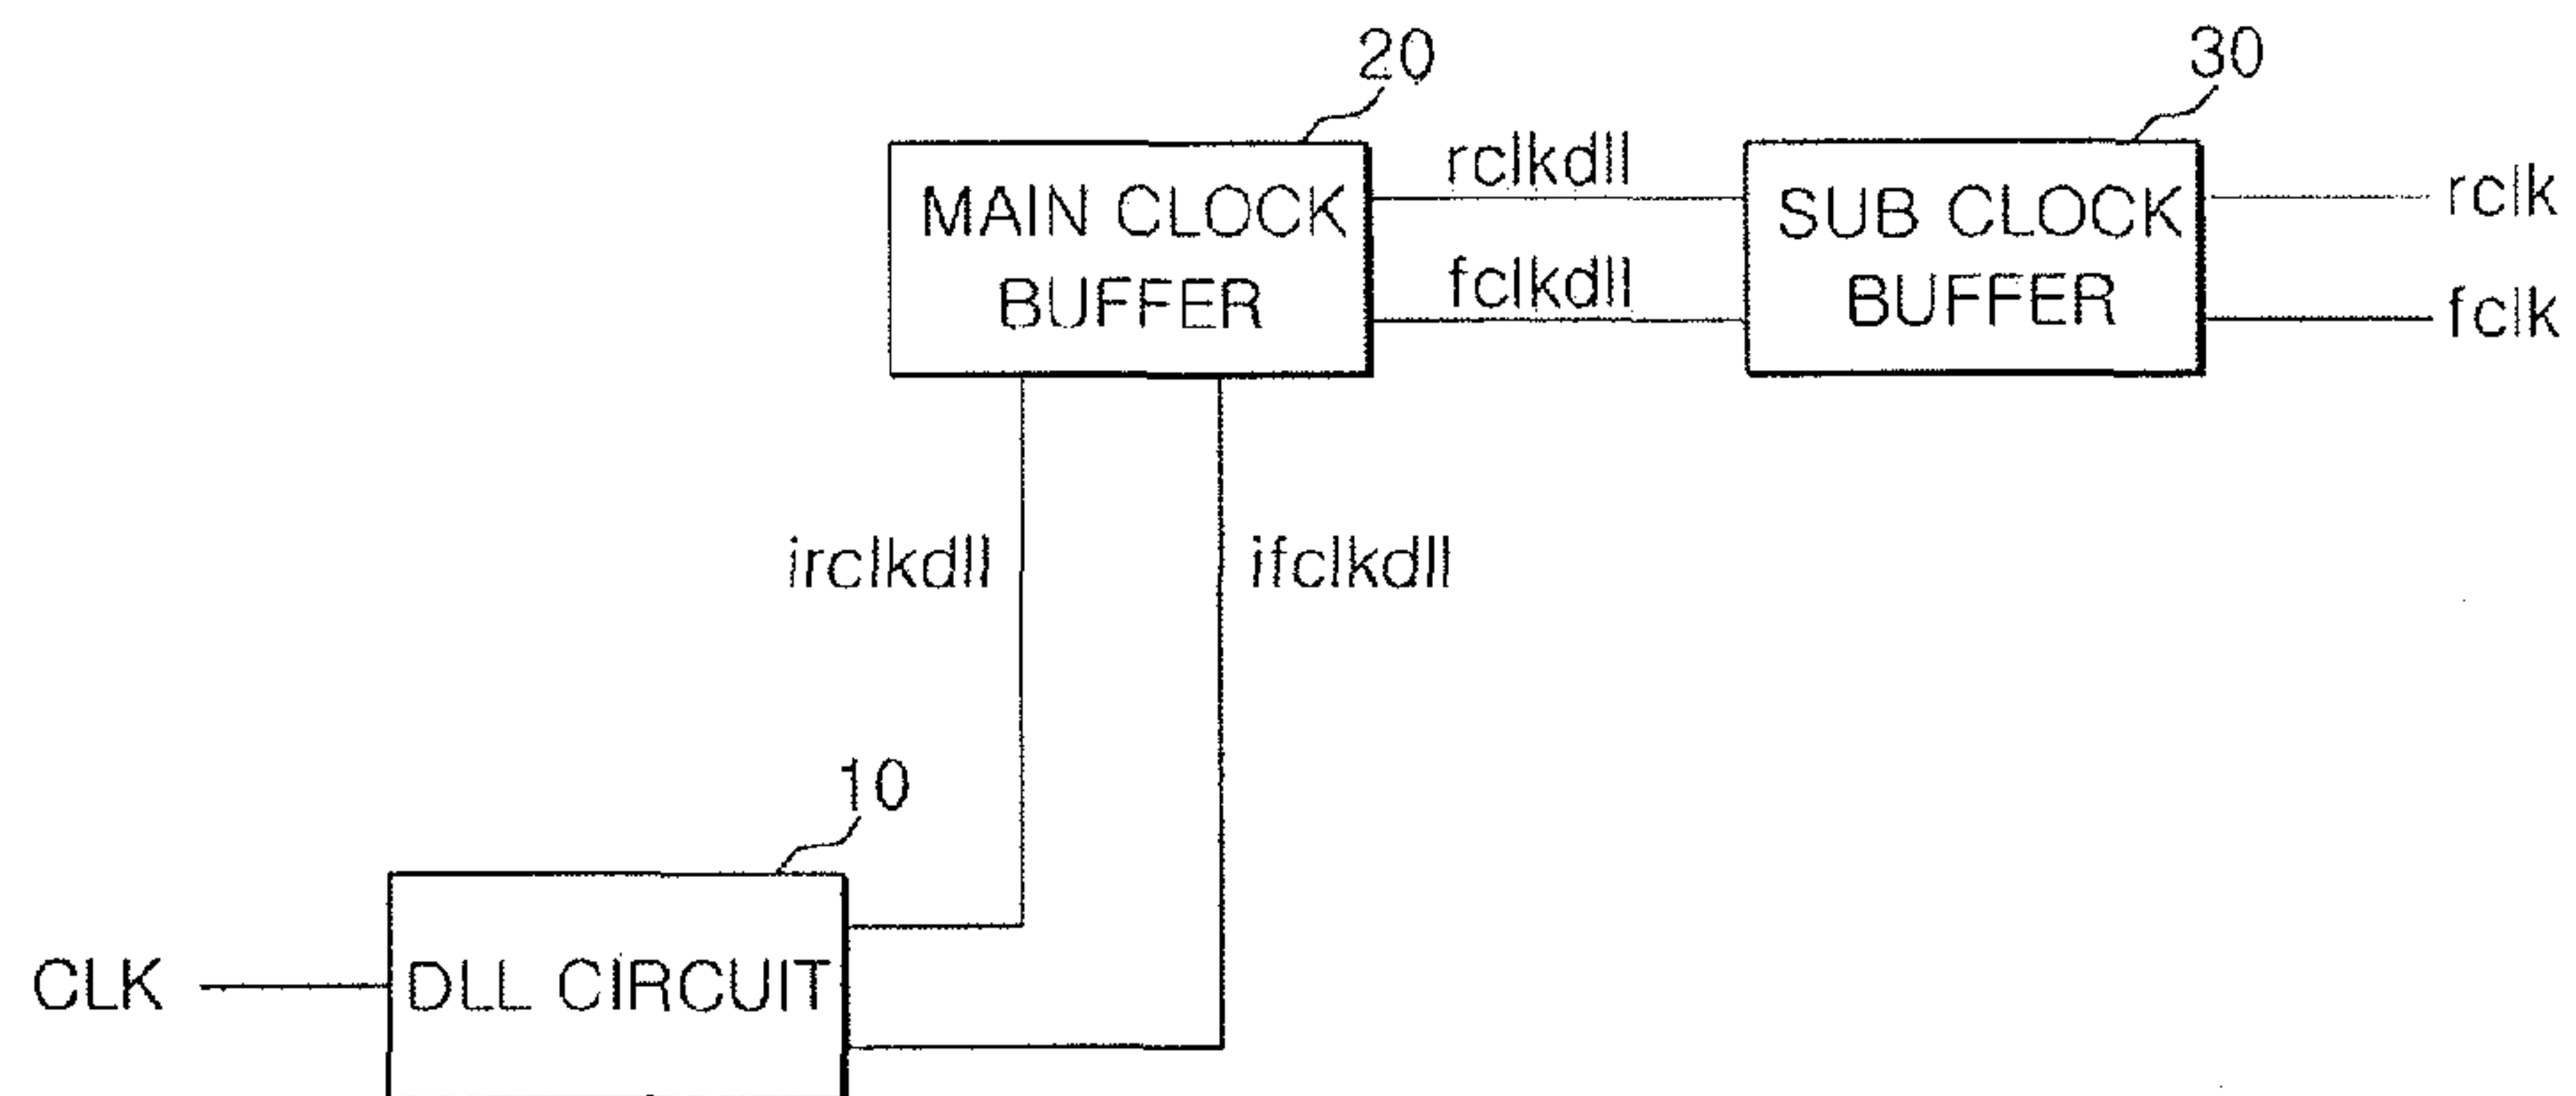 20
30
MAIN CLOCK
BUFFER
rclkdll
fclkdll
SUB CLOCK
BUFFER
rclk
fclk
irclkdll
ifclkdll
10
CLK
DLL CIRCUIT